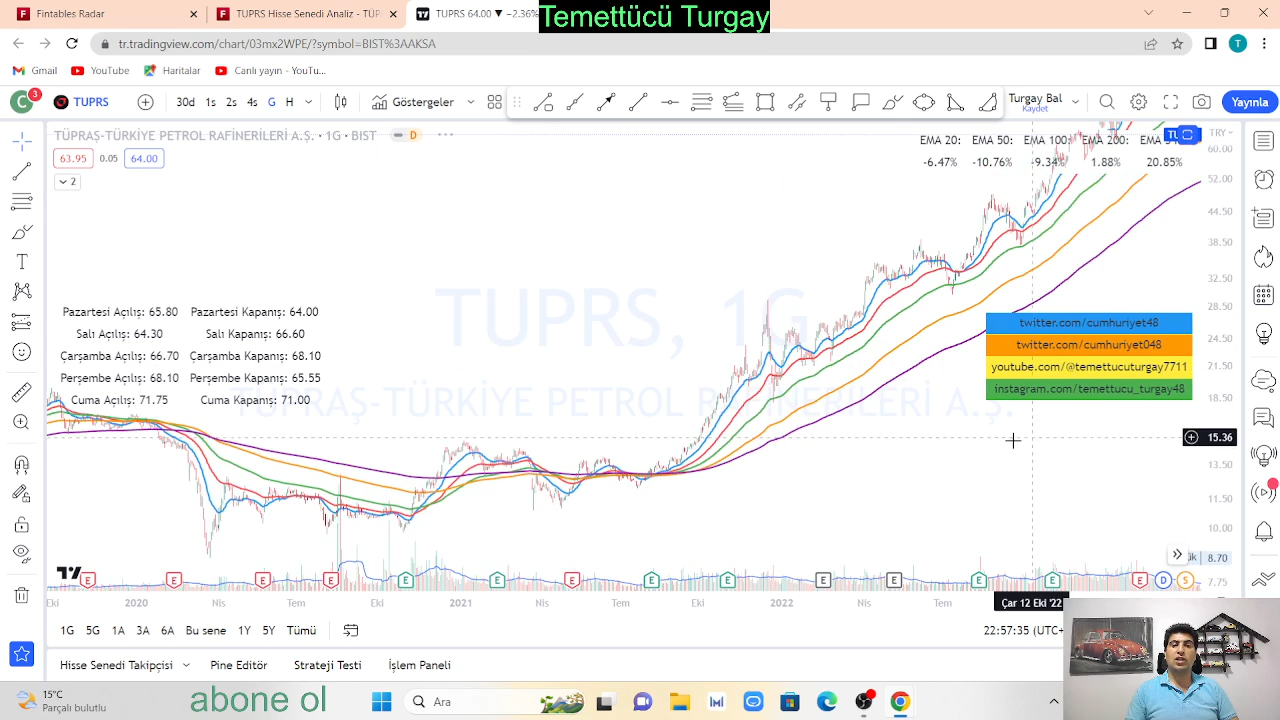 Temettücü Turgay
TUPRS 64.00 ▼ −2.36%
tr.tradingview.com/rafikir/03mx2WPE/?symbol=BIST%3AAKSA
Gmail
YouTube
Haritalar
Canlı yayın - YouTu...
TUPRS
30d 1s 2s 4s G H
Göstergeler
Turgay Bal
Kaydet
Yayınla
TÜPRAŞ-TÜRKİYE PETROL RAFİNERİLERİ A.Ş. · 1G · BIST
D
63.95 0.05 64.00
2
EMA 20: EMA 50: EMA 100: EMA 200:
-6.47% -10.76% -9.34% 1.88% 20.85%
TRY
60.00
52.00
44.50
38.50
32.50
28.50
24.50
21.50
18.50
15.36
13.50
11.50
10.00
8.70
7.75
TUPRS, 1G
TÜPRAŞ-TÜRKİYE PETROL RAFİNERİLERİ A.Ş.
Pazartesi Açılış: 65.80 Pazartesi Kapanış: 64.00
Salı Açılış: 64.30 Salı Kapanış: 66.60
Çarşamba Açılış: 66.70 Çarşamba Kapanış: 68.10
Perşembe Açılış: 68.10 Perşembe Kapanış: 65.55
Cuma Açılış: 71.75 Cuma Kapanış: 71.00
twitter.com/cumhuriyet48
twitter.com/cumhuriyet048
youtube.com/@temettucuturgay7711
instagram.com/temettucu_turgay48
E E E E E E E E E E E E E E D S
Eki 2020 Nis Tem Eki 2021 Nis Tem Eki 2022 Nis Tem Çar 12 Eki '22
1G 5G 1A 3A 6A Bu sene 1Y 5Y Tümü
22:57:35 (UTC+
Hisse Senedi Takipçisi Pine Editör Strateji Testi İşlem Paneli
15°C
Parçalı bulutlu
abone ol
Ara